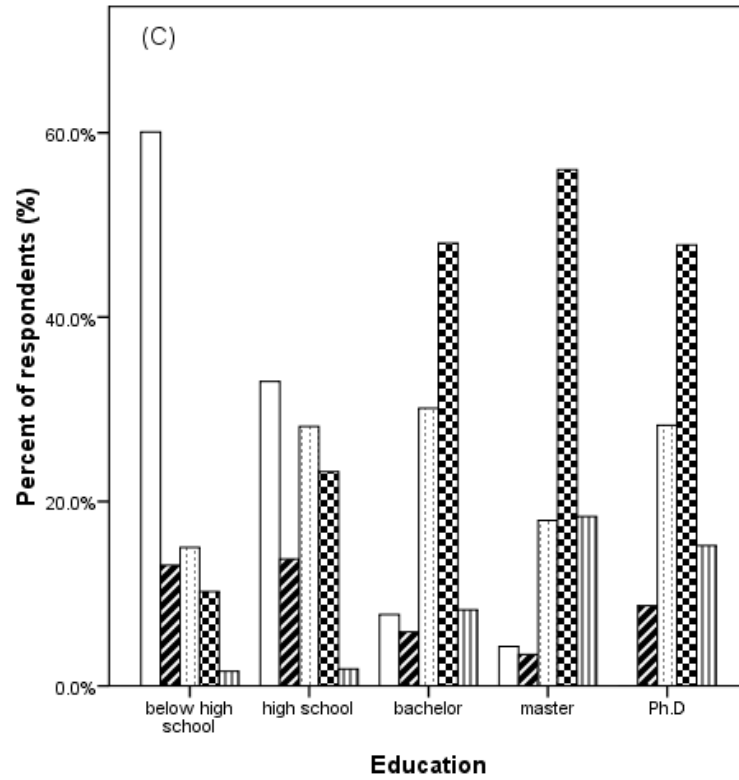 (C)
Percent of respondents (%)
60.0%
40.0%
20.0%
0.0%
below high
school
high school
bachelor
master
Ph.D
Education